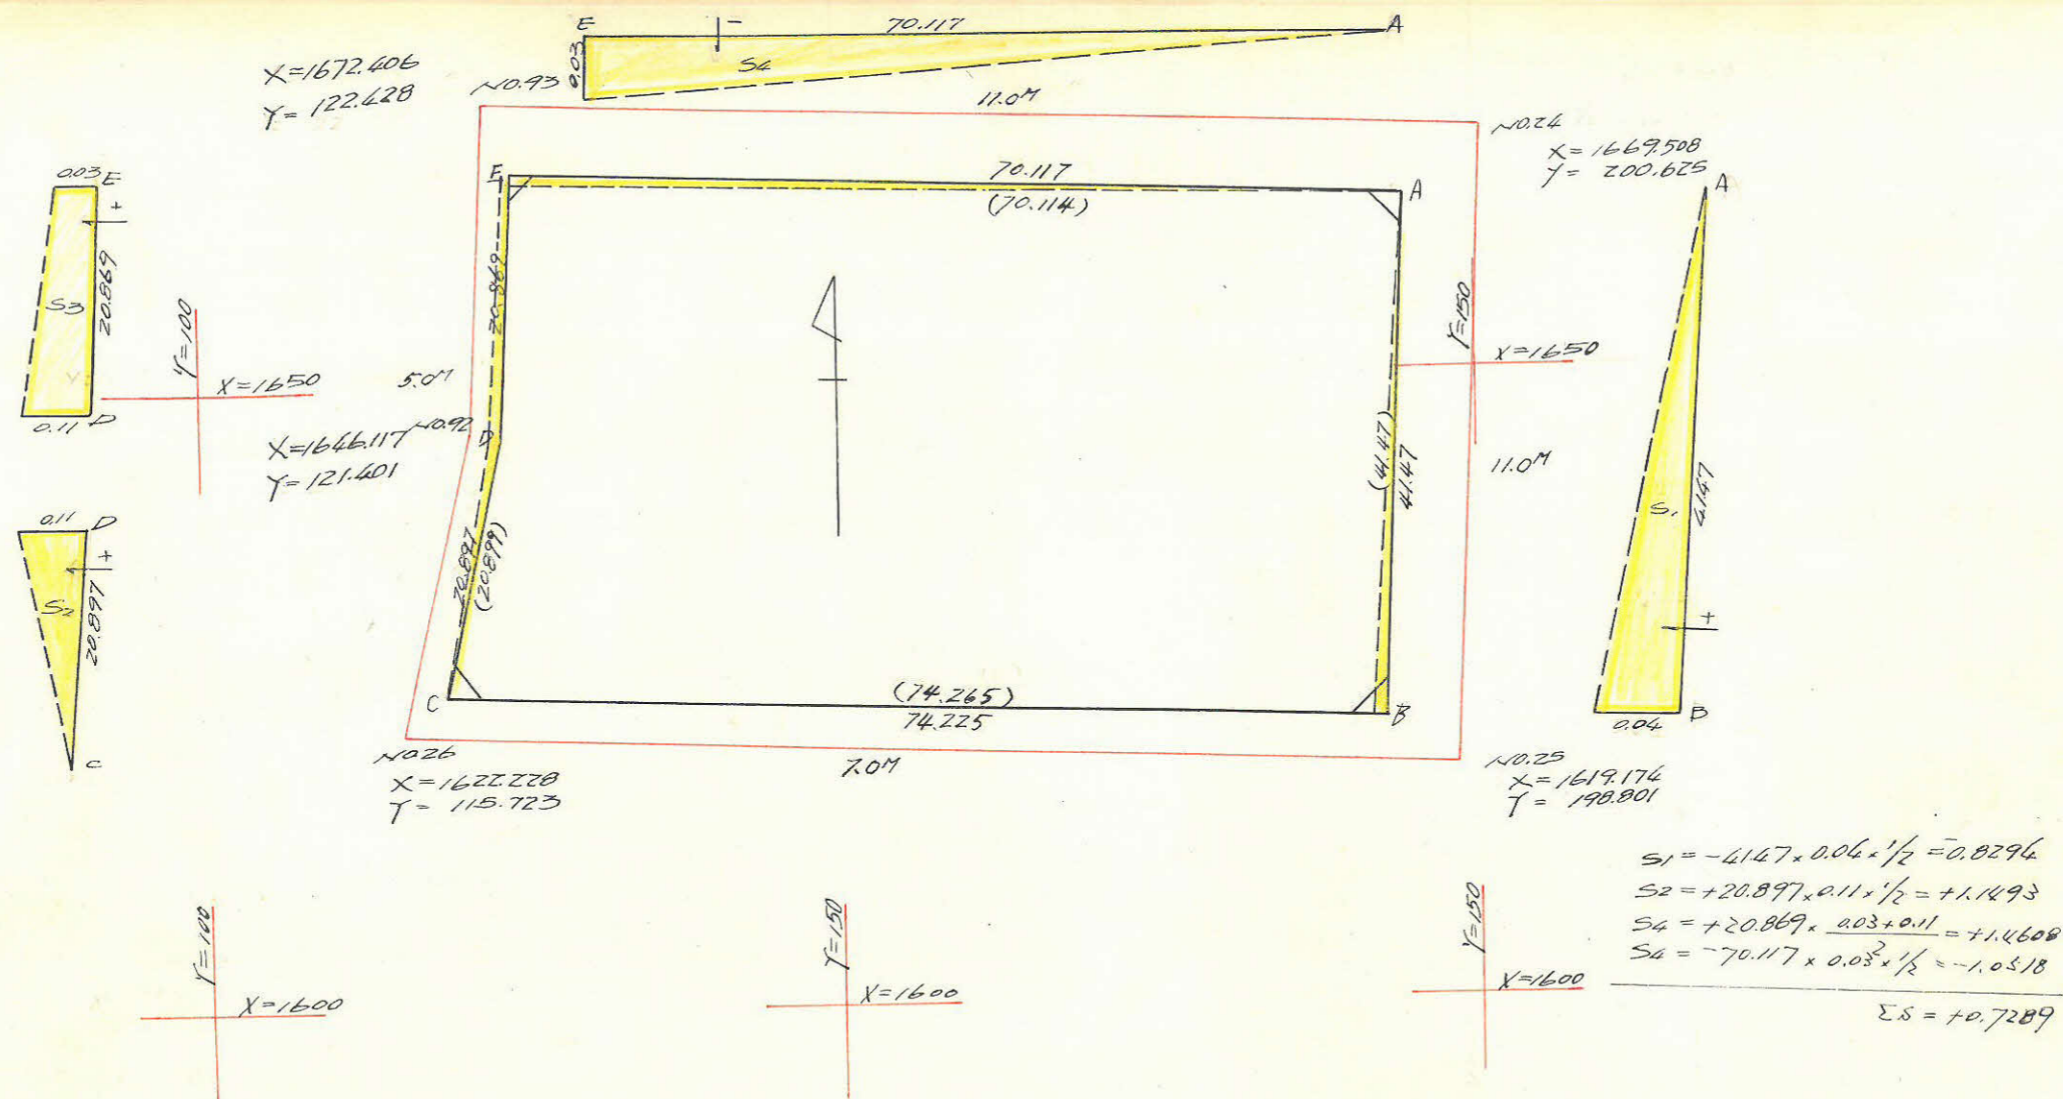 E 70.117 A
0.03
S4
X=1672.406
Y= 122.428
NO.93
11.0M
NO.24
X= 1669.508
Y= 200.625
0.03 E
+
20.869
S3
0.11 D
E 70.117 A
(70.114)
20.869
Y=100
X=1650
5.0M
NO.92
X=1646.117
Y= 121.401
D
Y=150
X=1650
11.0M
(41.47)
41.47
A
41.47
S1
+
0.04 B
0.11 D
+
20.897
S2
C
20.897
(20.899)
C (74.265) B
74.225
NO.26
X=1622.228
Y= 115.723
7.0M
NO.25
X=1619.174
Y= 198.801
S1=-41.47×0.04×1/2=-0.8294
S2=+20.897×0.11×1/2=+1.1493
S4=+20.869×0.03+0.11/2=+1.4608
S4=-70.117×0.03×1/2=-1.0518
ΣS=+0.7289
Y=100
X=1600
Y=150
X=1600
Y=150
X=1600